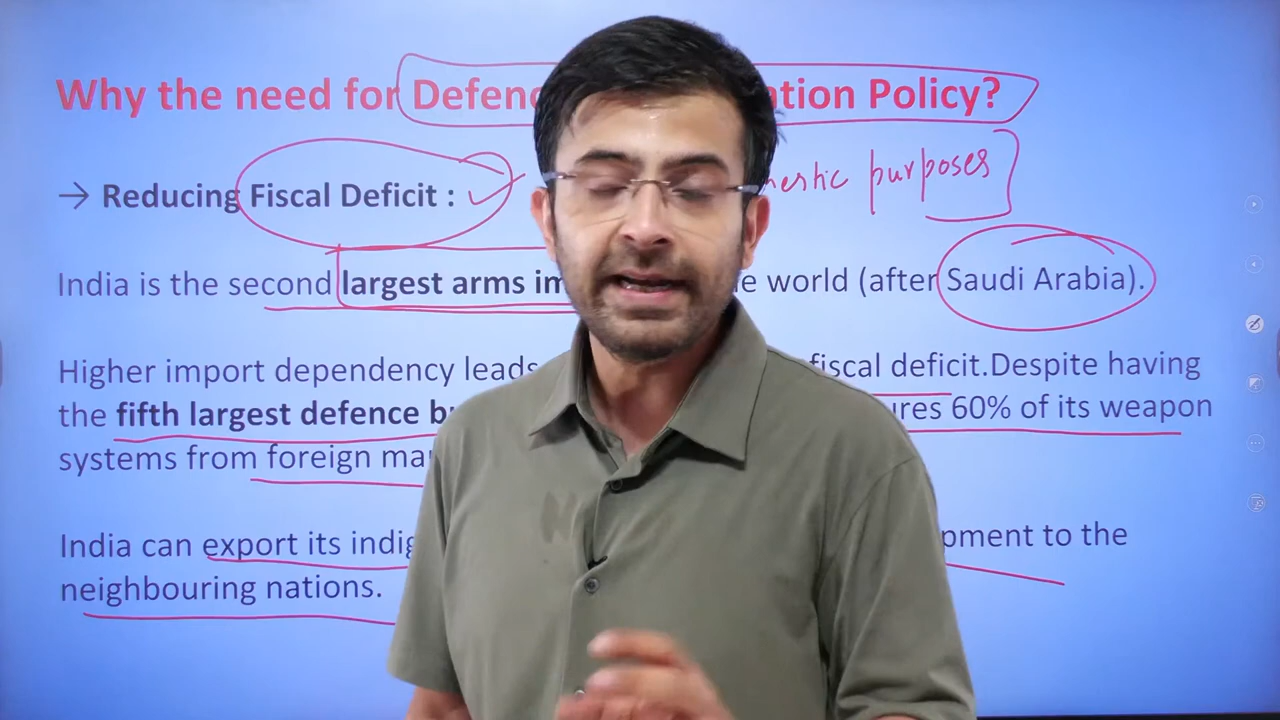 Why the need for Defenc ation Policy?
→ Reducing Fiscal Deficit : purposes
India is the second largest arms im e world (after Saudi Arabia).
Higher import dependency leads fiscal deficit.Despite having
the fifth largest defence b ures 60% of its weapon
systems from foreign ma
India can export its indig pment to the
neighbouring nations.